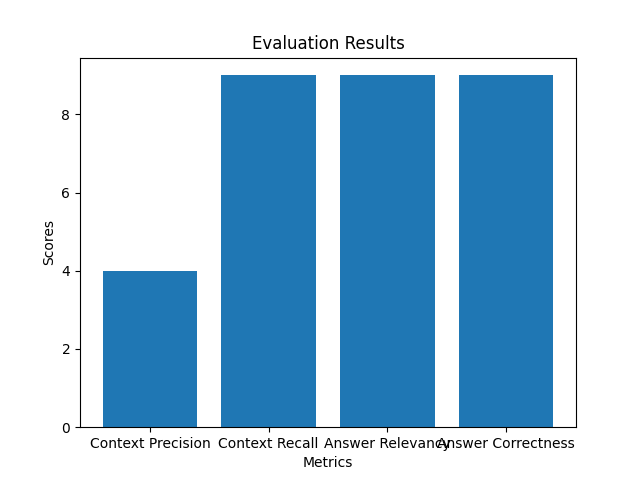 Evaluation Results
8
6
4
2
0
Scores
Context Precision Context Recall Answer Relevancy Answer Correctness
Metrics